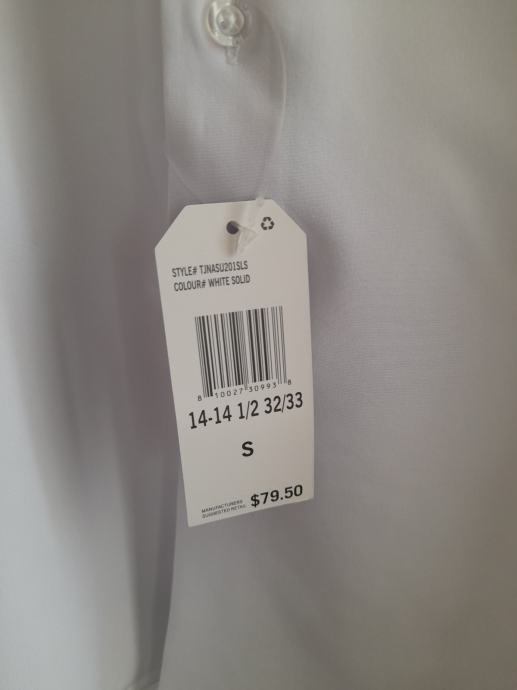 STYLE# TJNASU201SLS
COLOUR# WHITE SOLID
8 10027 30993 8
14-14 1/2 32/33
S
MANUFACTURERS
SUGGESTED RETAIL $79.50